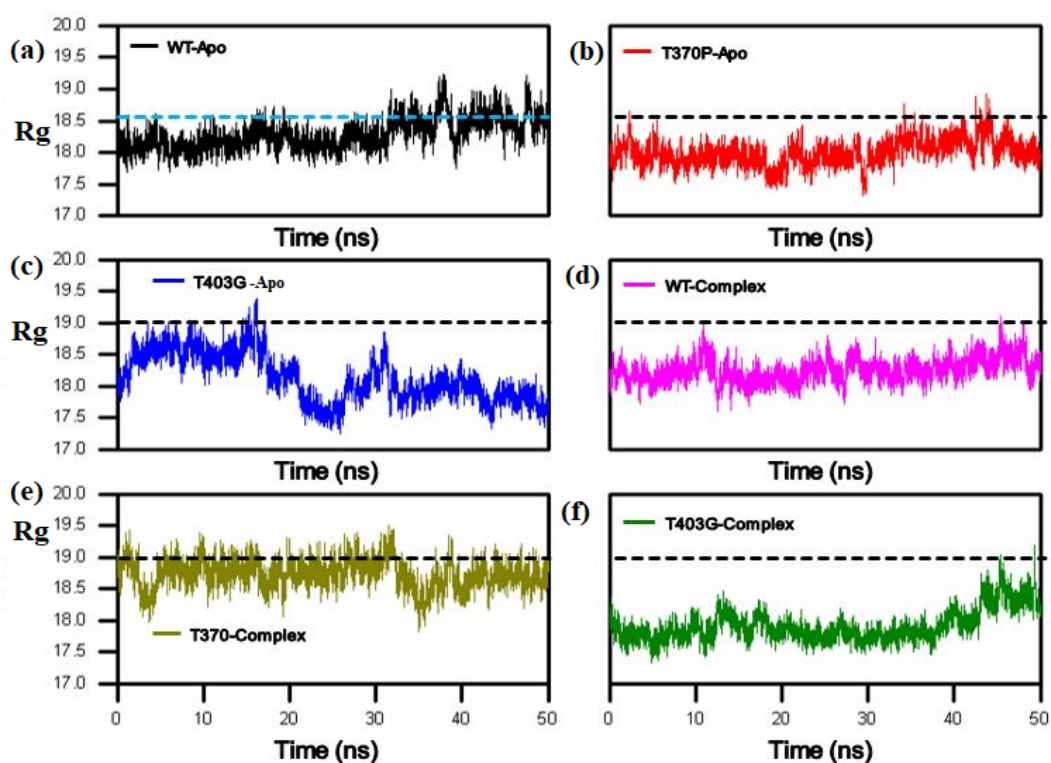 (a)
WT-Apo
Rg
20.0
19.5
19.0
18.5
18.0
17.5
17.0
Time (ns)
(b)
T370P-Apo
Time (ns)
(c)
T403G -Apo
Rg
20.0
19.5
19.0
18.5
18.0
17.5
17.0
Time (ns)
(d)
WT-Complex
Time (ns)
(e)
Rg
20.0
19.5
19.0
18.5
18.0
17.5
17.0
T370-Complex
0 10 20 30 40 50
Time (ns)
(f)
T403G-Complex
0 10 20 30 40 50
Time (ns)